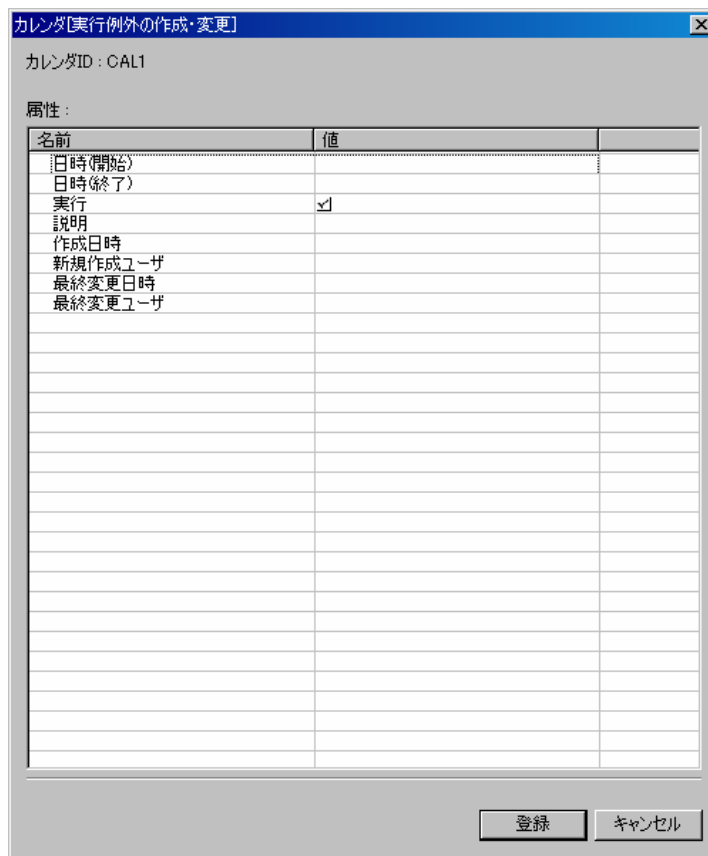 カレンダ[実行例外の作成・変更]
カレンダID : CAL1
属性 :
名前 値
日時(開始)
日時(終了)
実行
説明
作成日時
新規作成ユーザ
最終変更日時
最終変更ユーザ
登録 キャンセル